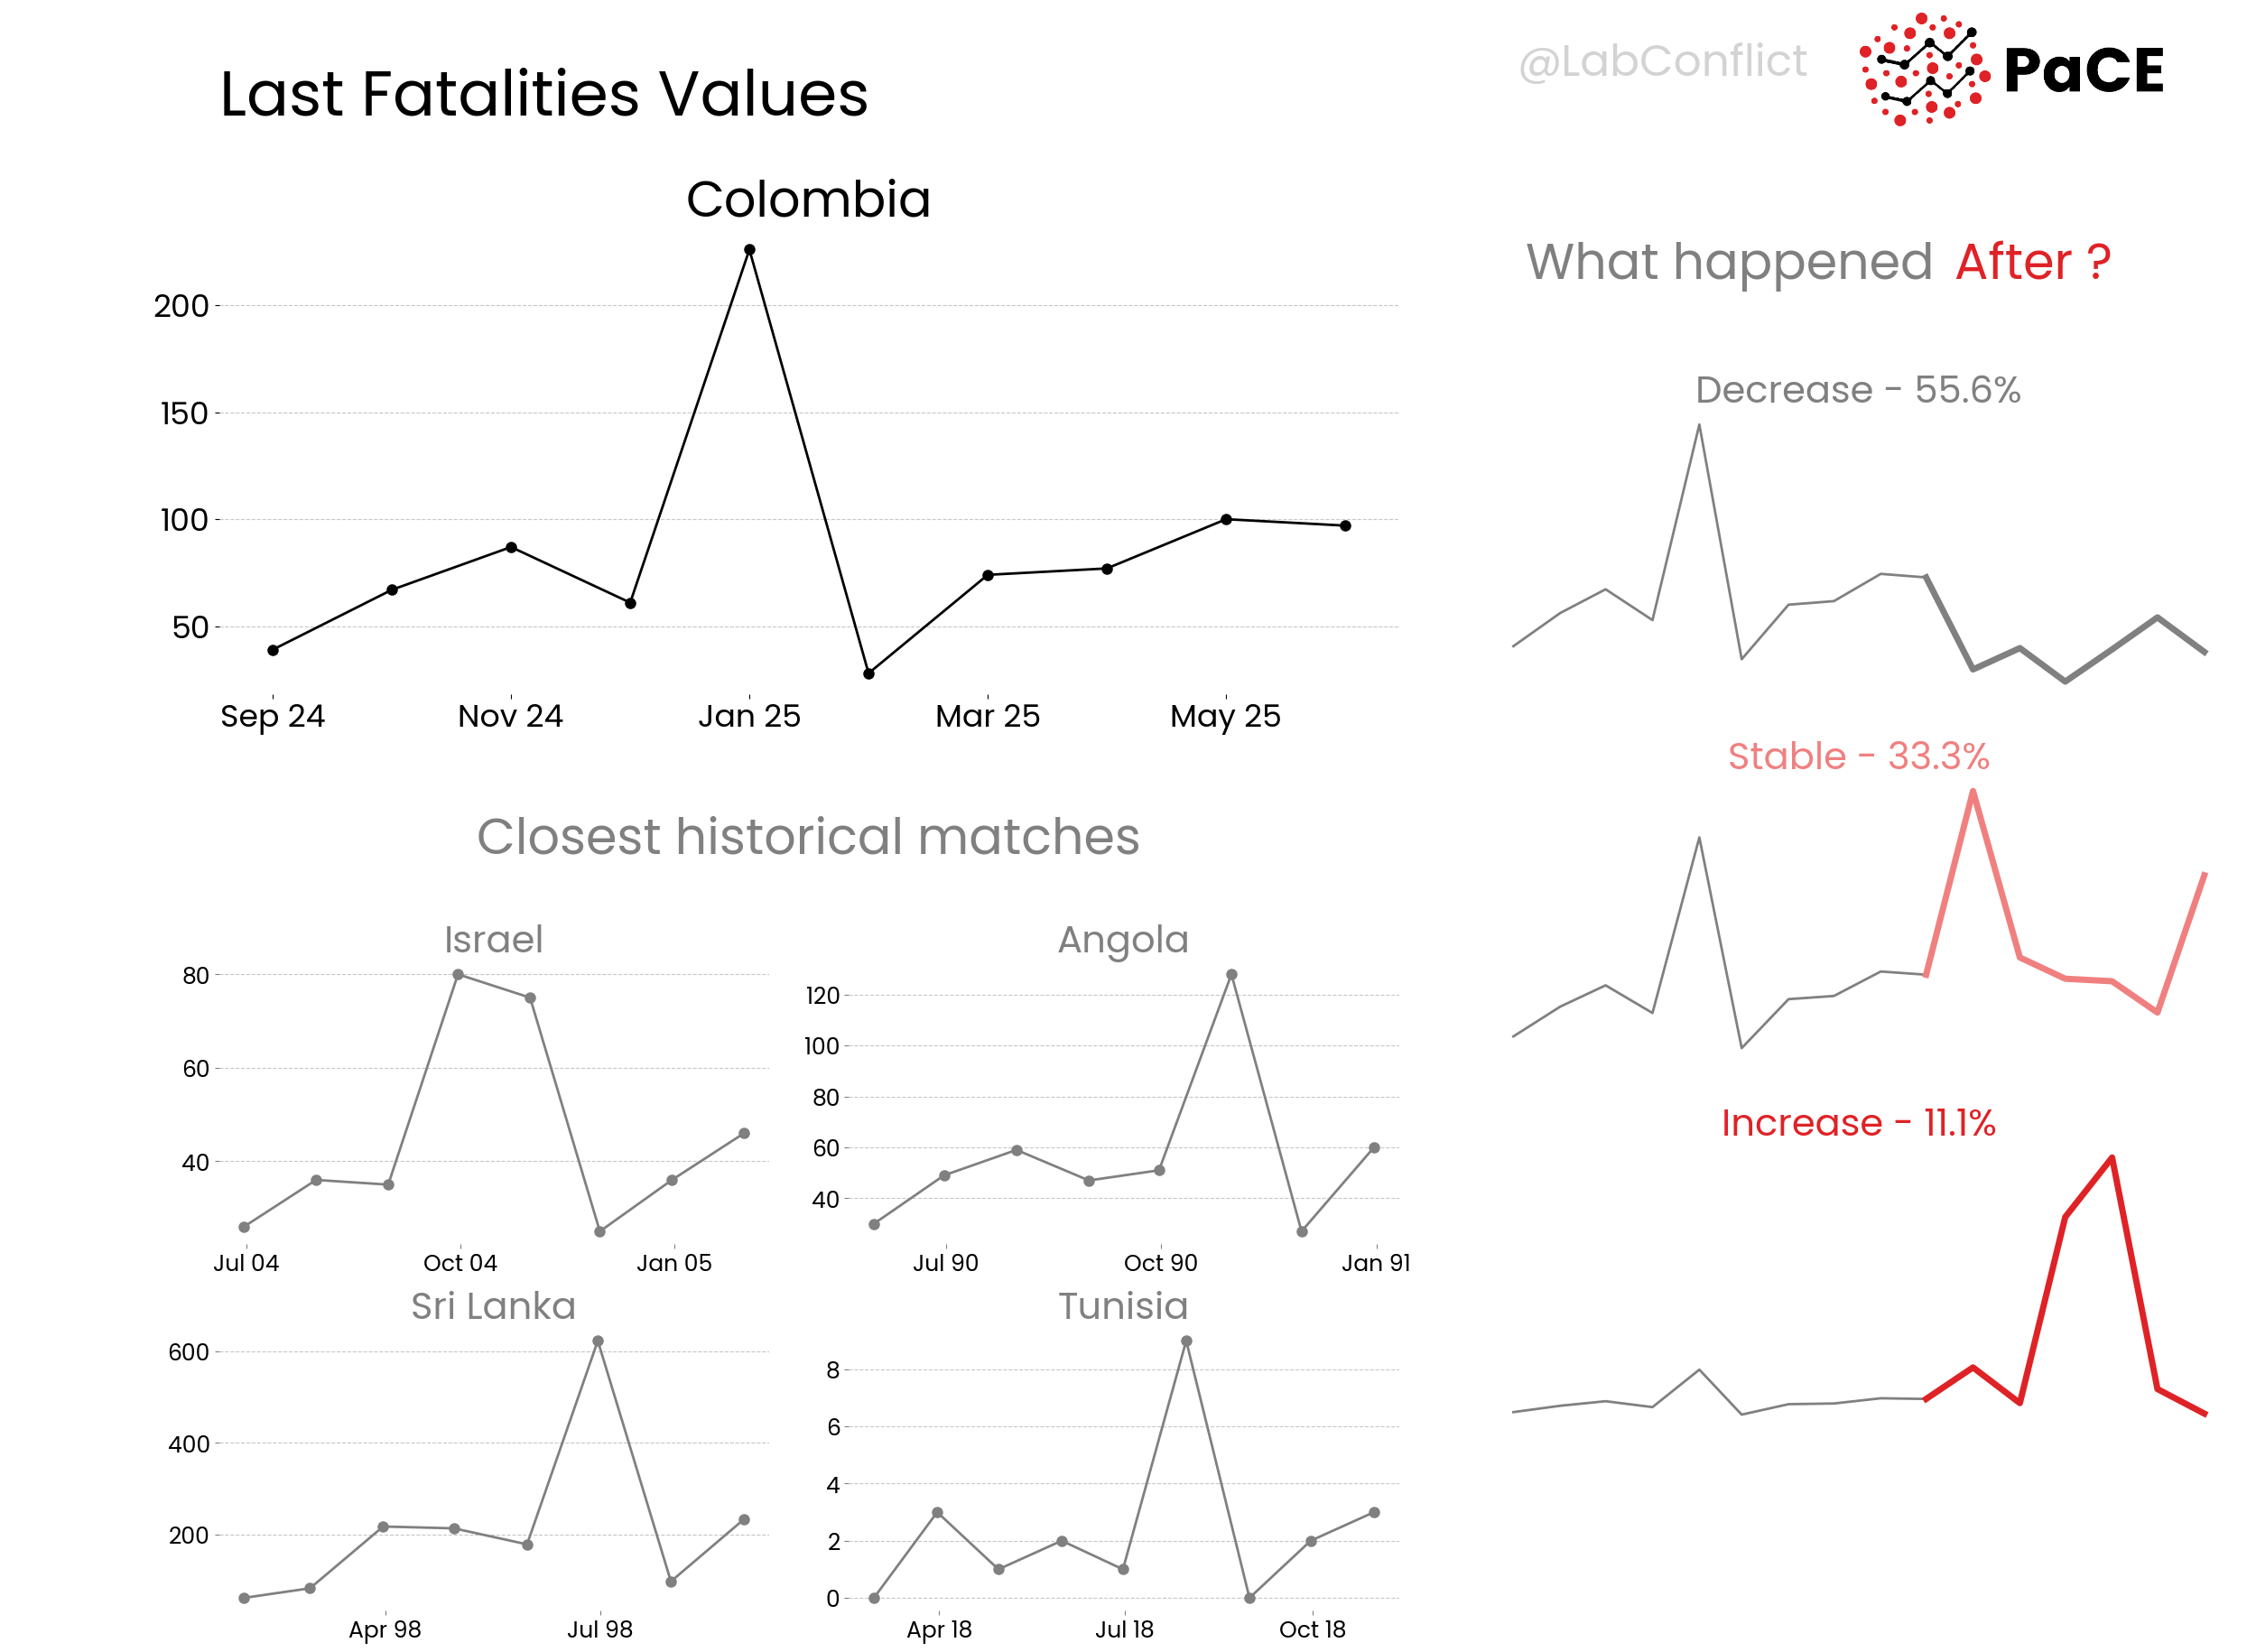 Last Fatalities Values
@LabConflict
PaCE
Colombia
200
150
100
50
Sep 24
Nov 24
Jan 25
Mar 25
May 25
What happened After ?
Decrease - 55.6%
Stable - 33.3%
Increase - 11.1%
Closest historical matches
Israel
80
60
40
Jul 04
Oct 04
Jan 05
Angola
120
100
80
60
40
Jul 90
Oct 90
Jan 91
Sri Lanka
600
400
200
Apr 98
Jul 98
Tunisia
8
6
4
2
0
Apr 18
Jul 18
Oct 18